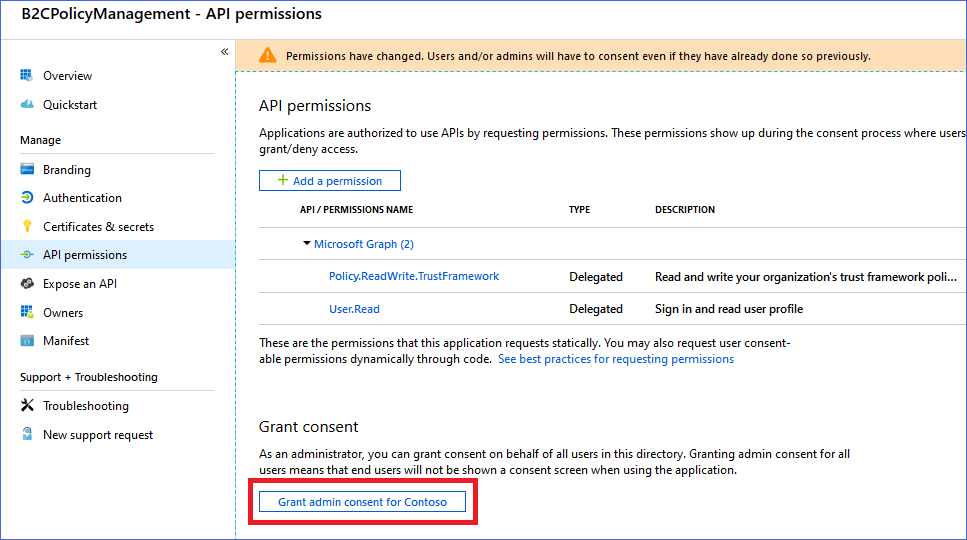 B2CPolicyManagement - API permissions
«
Overview
Quickstart
Manage
Branding
Authentication
Certificates & secrets
API permissions
Expose an API
Owners
Manifest
Support + Troubleshooting
Troubleshooting
New support request
Permissions have changed. Users and/or admins will have to consent even if they have already done so previously.
API permissions
Applications are authorized to use APIs by requesting permissions. These permissions show up during the consent process where users
grant/deny access.
+ Add a permission
API / PERMISSIONS NAME TYPE DESCRIPTION
Microsoft Graph (2)
Policy.ReadWrite.TrustFramework Delegated Read and write your organization's trust framework poli...
User.Read Delegated Sign in and read user profile
These are the permissions that this application requests statically. You may also request user consent-
able permissions dynamically through code. See best practices for requesting permissions
Grant consent
As an administrator, you can grant consent on behalf of all users in this directory. Granting admin consent for all
users means that end users will not be shown a consent screen when using the application.
Grant admin consent for Contoso